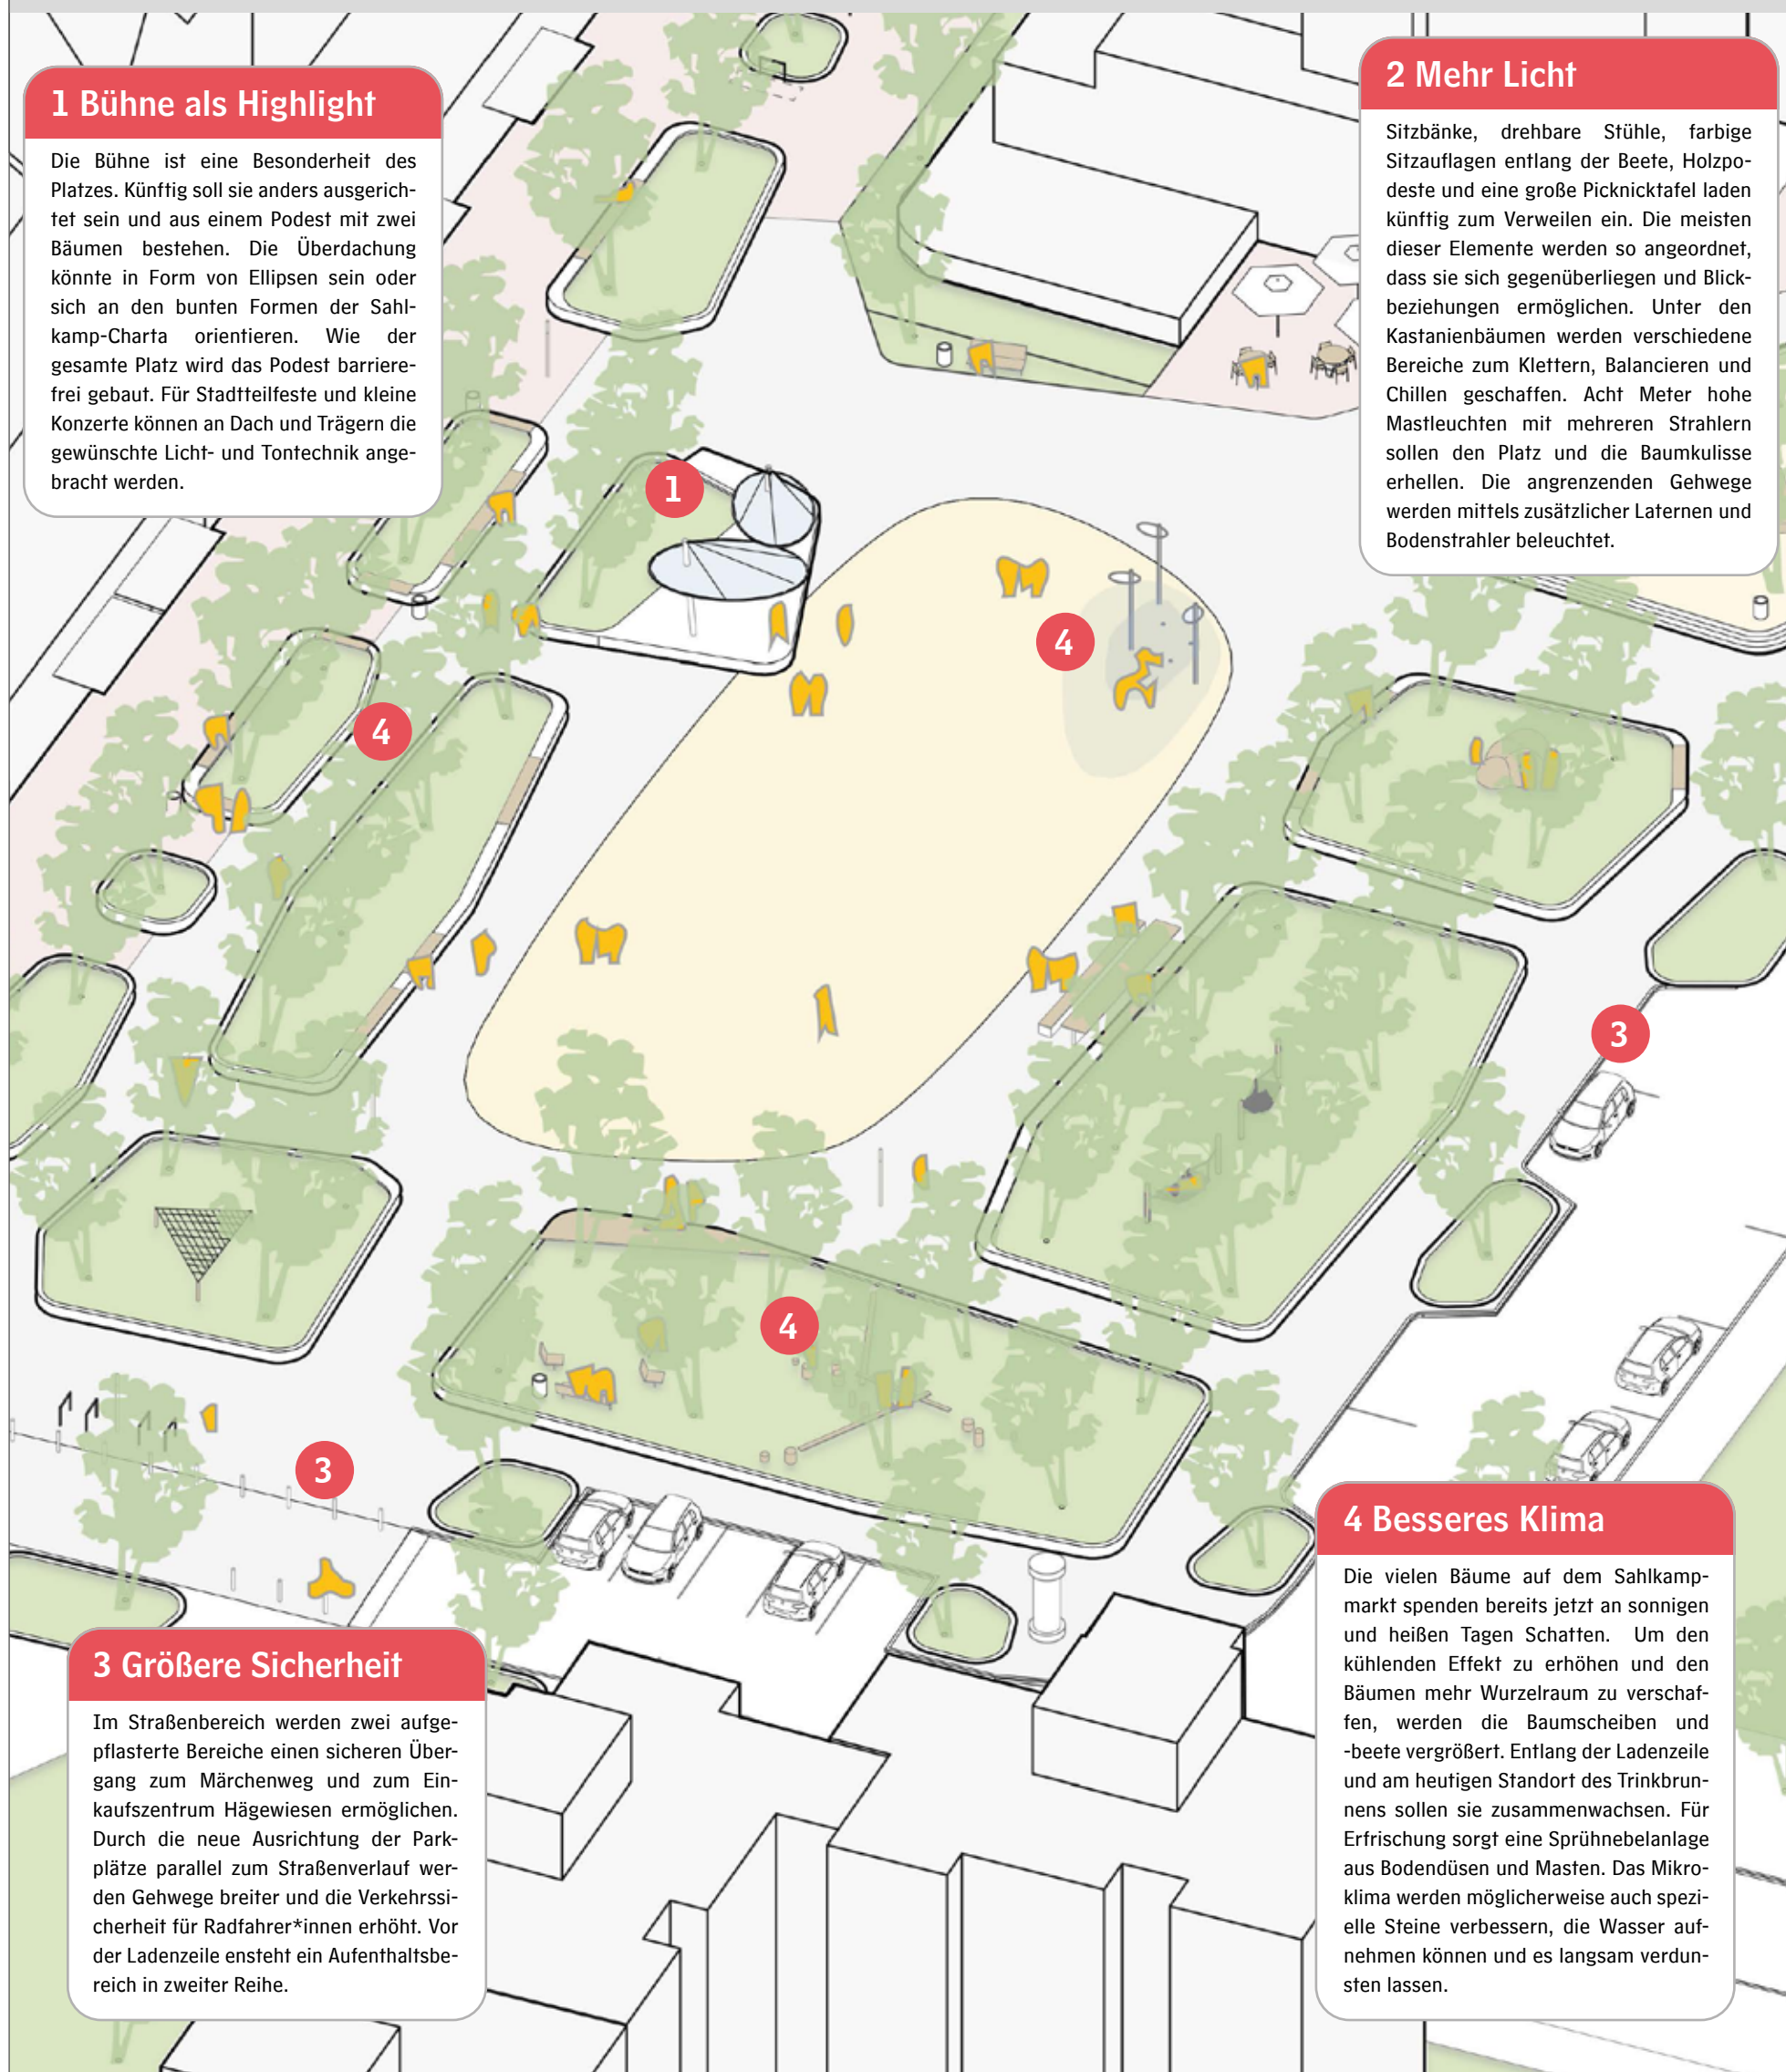 1 Bühne als Highlight
Die Bühne ist eine Besonderheit des
Platzes. Künftig soll sie anders ausgerich-
tet sein und aus einem Podest mit zwei
Bäumen bestehen. Die Überdachung
könnte in Form von Ellipsen sein oder
sich an den bunten Formen der Sahl-
kamp-Charta orientieren. Wie der
gesamte Platz wird das Podest barriere-
frei gebaut. Für Stadtteilfeste und kleine
Konzerte können an Dach und Trägern die
gewünschte Licht- und Tontechnik ange-
bracht werden.
2 Mehr Licht
Sitzbänke, drehbare Stühle, farbige
Sitzauflagen entlang der Beete, Holzpo-
deste und eine große Picknicktafel laden
künftig zum Verweilen ein. Die meisten
dieser Elemente werden so angeordnet,
dass sie sich gegenüberliegen und Blick-
beziehungen ermöglichen. Unter den
Kastanienbäumen werden verschiedene
Bereiche zum Klettern, Balancieren und
Chillen geschaffen. Acht Meter hohe
Mastleuchten mit mehreren Strahlern
sollen den Platz und die Baumkulisse
erhellen. Die angrenzenden Gehwege
werden mittels zusätzlicher Laternen und
Bodenstrahler beleuchtet.
1
4
4
3
4
3
3 Größere Sicherheit
Im Straßenbereich werden zwei aufge-
pflasterte Bereiche einen sicheren Über-
gang zum Märchenweg und zum Ein-
kaufszentrum Hägewiesen ermöglichen.
Durch die neue Ausrichtung der Park-
plätze parallel zum Straßenverlauf wer-
den Gehwege breiter und die Verkehrssi-
cherheit für Radfahrer*innen erhöht. Vor
der Ladenzeile ensteht ein Aufenthaltsbe-
reich in zweiter Reihe.
4 Besseres Klima
Die vielen Bäume auf dem Sahlkamp-
markt spenden bereits jetzt an sonnigen
und heißen Tagen Schatten. Um den
kühlenden Effekt zu erhöhen und den
Bäumen mehr Wurzelraum zu verschaf-
fen, werden die Baumscheiben und
-beete vergrößert. Entlang der Ladenzeile
und am heutigen Standort des Trinkbrun-
nens sollen sie zusammenwachsen. Für
Erfrischung sorgt eine Sprühnebelanlage
aus Bodendüsen und Masten. Das Mikro-
klima werden möglicherweise auch spezi-
elle Steine verbessern, die Wasser auf-
nehmen können und es langsam verdun-
sten lassen.